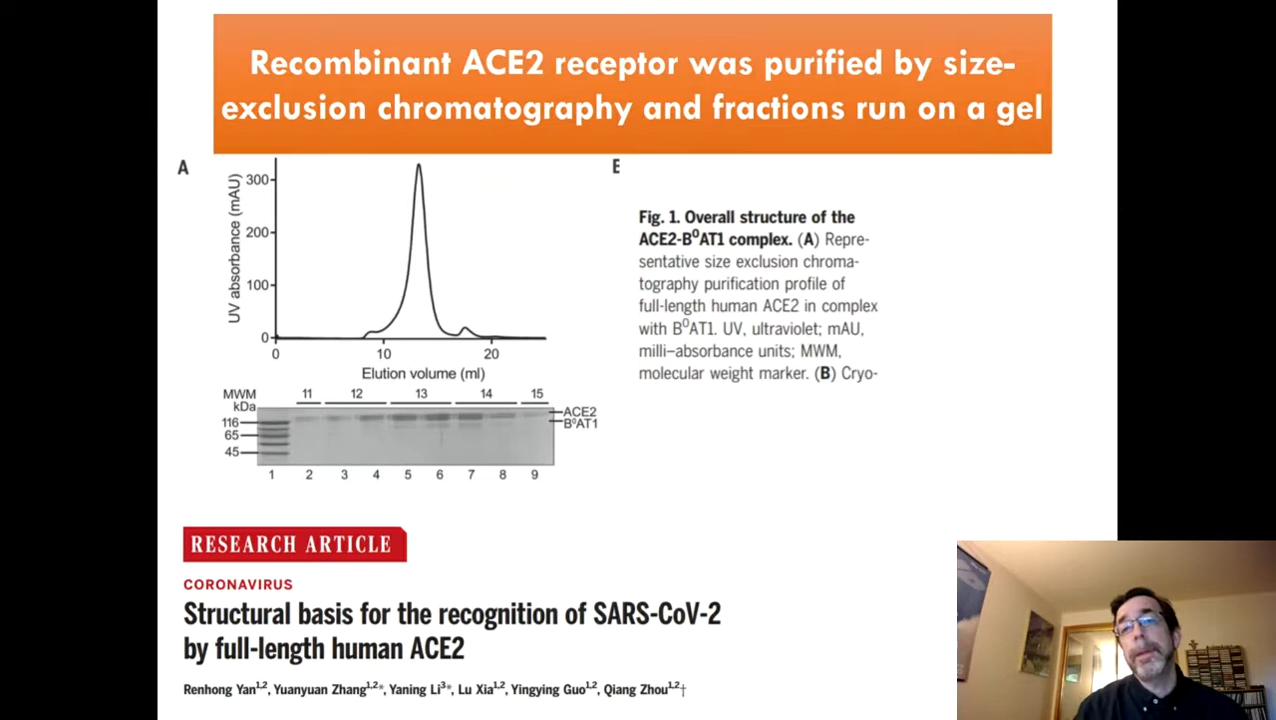 Recombinant ACE2 receptor was purified by size-
exclusion chromatography and fractions run on a gel
A
UV absorbance (mAU)
300
200
100
0
0 10 20
Elution volume (ml)
MWM 11 12 13 14 15
kDa
116
65
45
ACE2
B⁰AT1
1 2 3 4 5 6 7 8 9
Fig. 1. Overall structure of the
ACE2-B⁰AT1 complex. (A) Repre-
sentative size exclusion chroma-
tography purification profile of
full-length human ACE2 in complex
with B⁰AT1. UV, ultraviolet; mAU,
milli–absorbance units; MWM,
molecular weight marker. (B) Cryo-
RESEARCH ARTICLE
CORONAVIRUS
Structural basis for the recognition of SARS-CoV-2
by full-length human ACE2
Renhong Yan¹,², Yuanyuan Zhang¹,²*, Yaning Li³*, Lu Xia¹,², Yingying Guo¹,², Qiang Zhou¹,²†